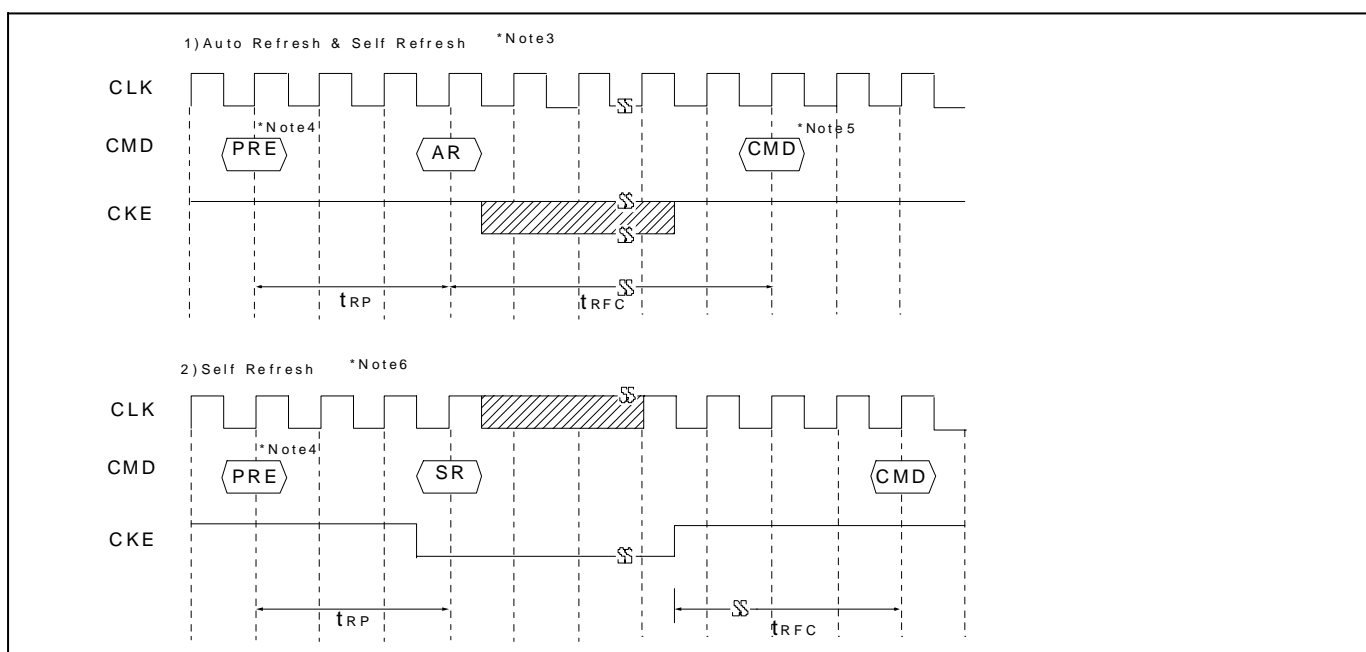 1)Auto Refresh & Self Refresh *Note3
CLK
*Note4 *Note5
CMD PRE AR CMD
CKE
tRP tRFC
2)Self Refresh *Note6
CLK
*Note4
CMD PRE SR CMD
CKE
tRP tRFC